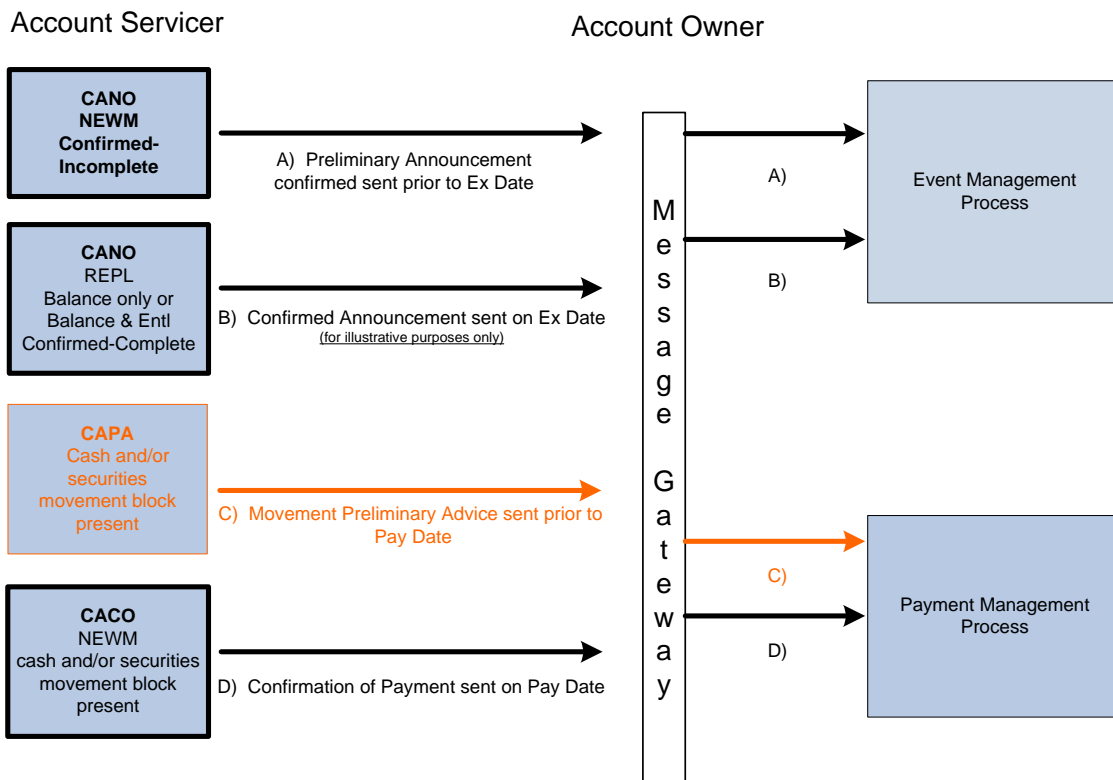 Account Servicer
Account Owner
CANO
NEWM
Confirmed-
Incomplete
A) Preliminary Announcement
confirmed sent prior to Ex Date
CANO
REPL
Balance only or
Balance & Entl
Confirmed-Complete
B) Confirmed Announcement sent on Ex Date
(for illustrative purposes only)
CAPA
Cash and/or
securities
movement block
present
C) Movement Preliminary Advice sent prior to
Pay Date
CACO
NEWM
cash and/or securities
movement block
present
D) Confirmation of Payment sent on Pay Date
Message Gateway
A)
B)
Event Management
Process
C)
D)
Payment Management
Process